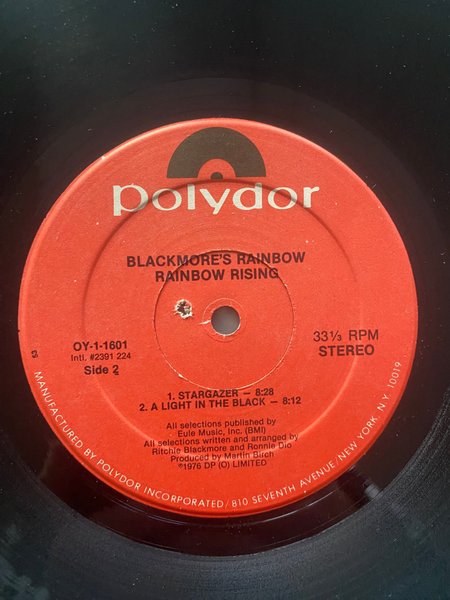 polydor
BLACKMORE'S RAINBOW
RAINBOW RISING
OY-1-1601
Intl. #2391 224
Side 2
33⅓ RPM
STEREO
1. STARGAZER — 8:28
2. A LIGHT IN THE BLACK — 8:12
All selections published by
Eule Music, Inc. (BMI)
All selections written and arranged by
Ritchie Blackmore and Ronnie Dio
Produced by Martin Birch
℗1976 DP (O) LIMITED
MANUFACTURED BY POLYDOR INCORPORATED/810 SEVENTH AVENUE NEW YORK, N.Y. 10019